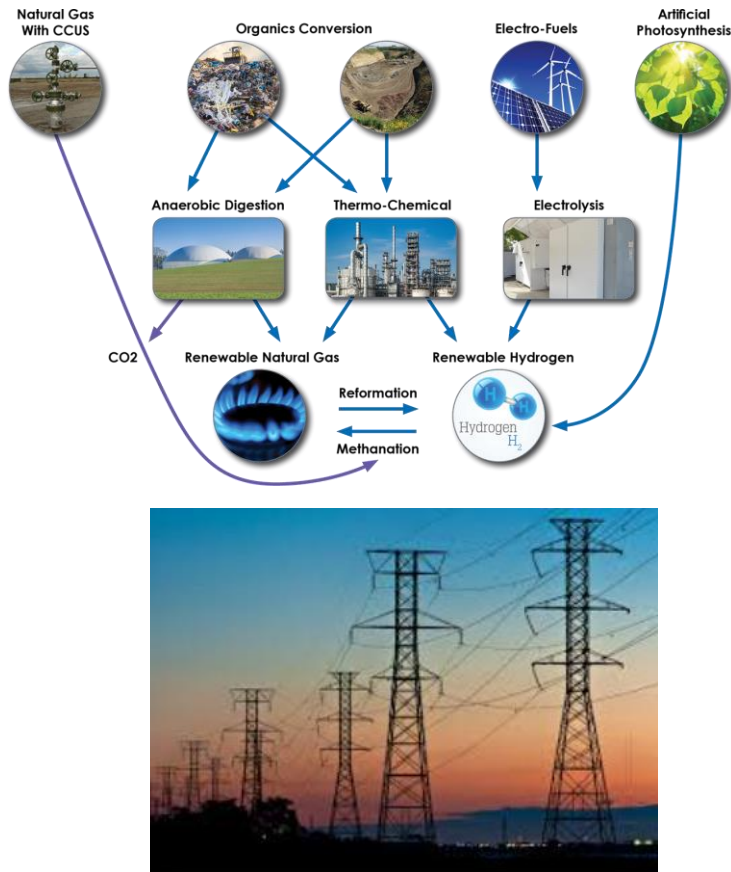 Natural Gas
With CCUS
Organics Conversion
Electro-Fuels
Artificial
Photosynthesis
Anaerobic Digestion
Thermo-Chemical
Electrolysis
CO2
Renewable Natural Gas
Renewable Hydrogen
Reformation
Methanation
H
H
Hydrogen
H2